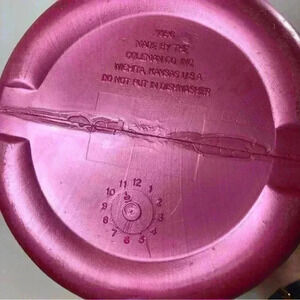 MADE BY THE
COLEMAN CO. INC.
WICHITA, KANSAS U.S.A.
DO NOT PUT IN DISHWASHER
11 12 1
10 2
9 3
8 4
7 6 5